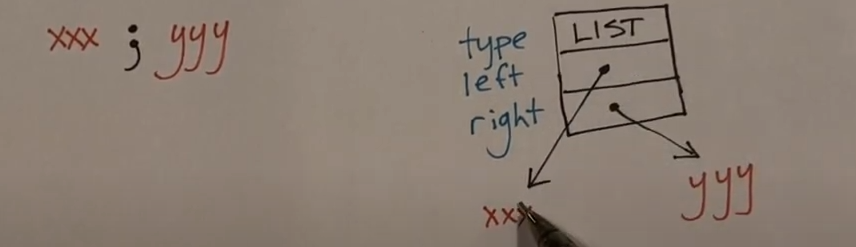 xxx ; yyy
type
left
right
LIST
xxx
yyy